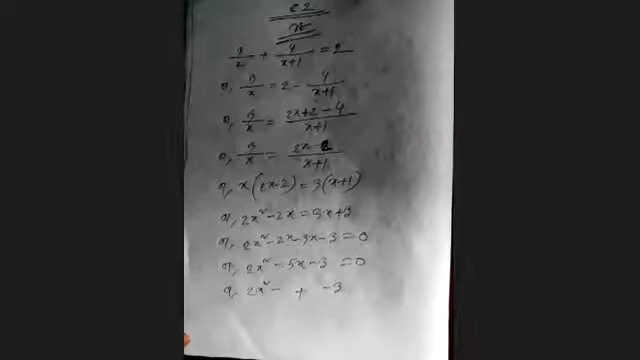 3/2 + 4/x+1 = 2
বা, 3/x = 2 - 4/x+1
বা, 3/x = 2x+2-4/x+1
বা, 3/x = 2x-2/x+1
বা, x(2x-2) = 3(x+1)
বা, 2x²-2x = 3x+3
বা, 2x²-2x-3x-3 = 0
বা, 2x²-5x-3 = 0
বা, 2x²- + -3